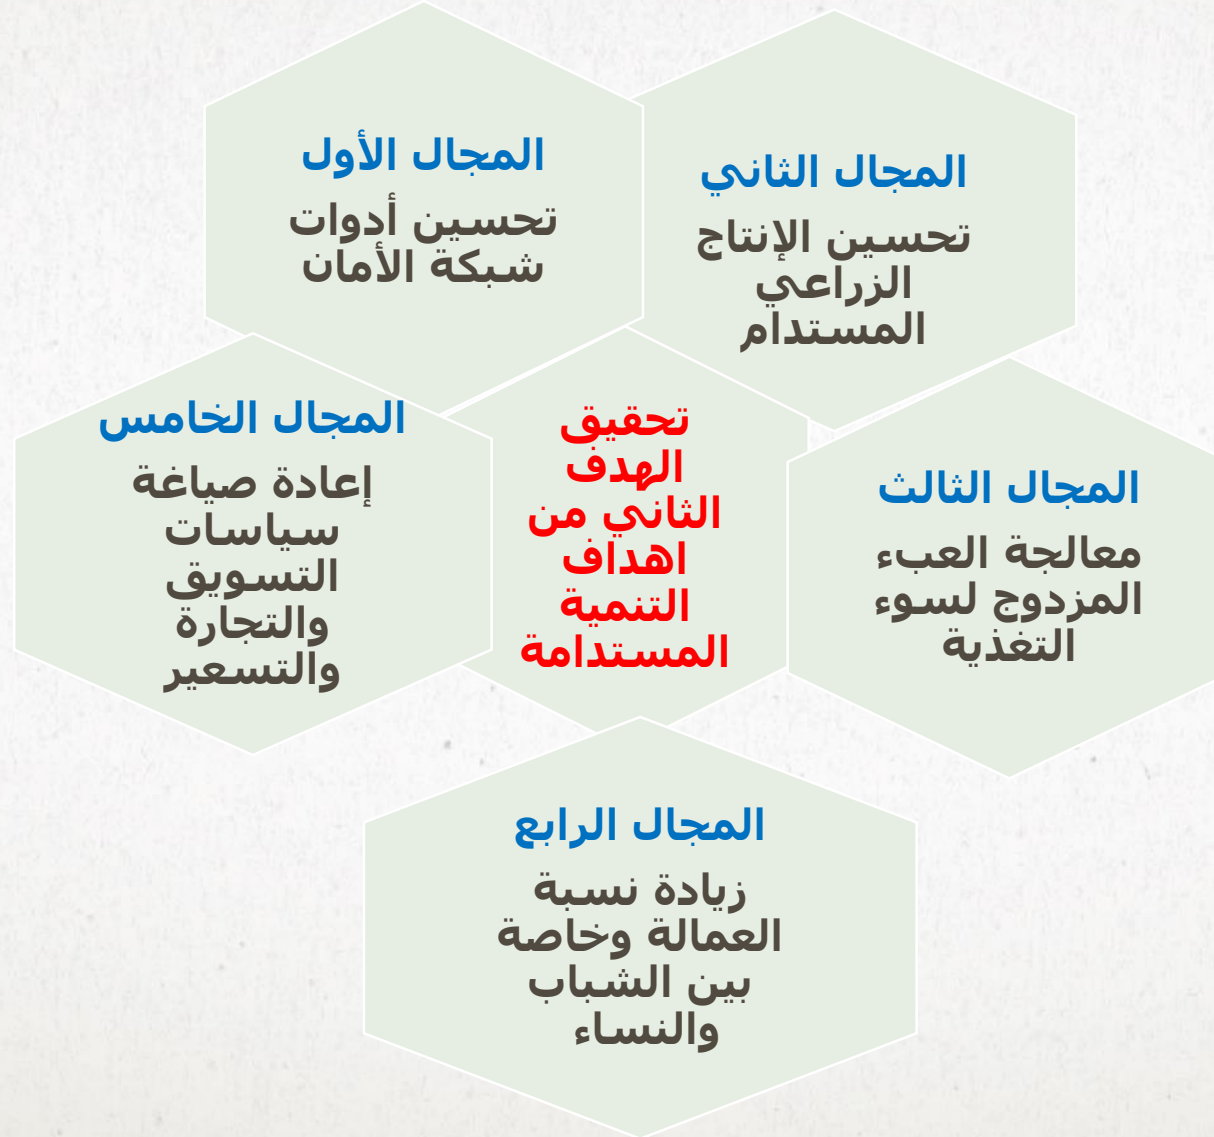 المجال الأول
تحسين أدوات
شبكة الأمان
المجال الثاني
تحسين الإنتاج
الزراعي
المستدام
المجال الثالث
معالجة العبء
المزدوج لسوء
التغذية
المجال الرابع
زيادة نسبة
العمالة وخاصة
بين الشباب
والنساء
المجال الخامس
إعادة صياغة
سياسات
التسويق
والتجارة
والتسعير
تحقيق
الهدف
الثاني من
اهداف
التنمية
المستدامة